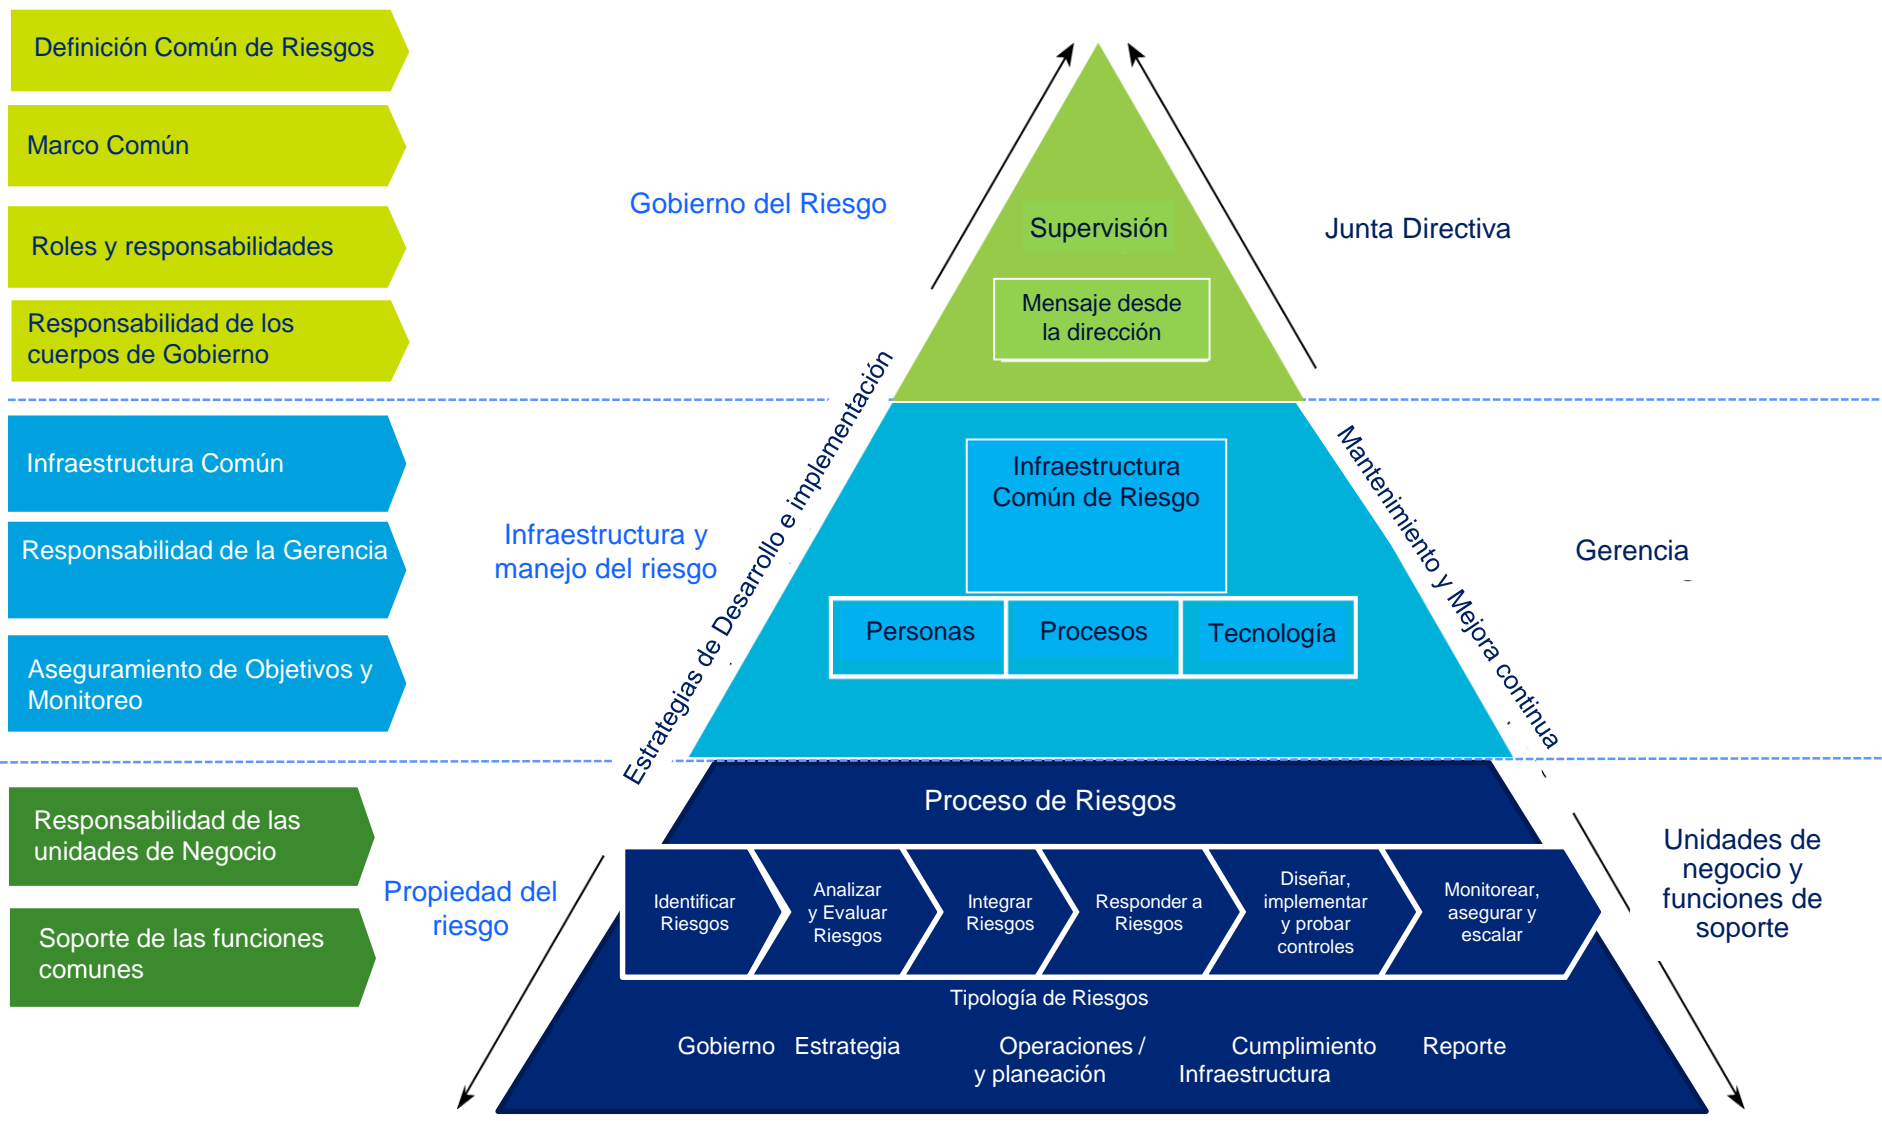 Definición Común de Riesgos
Marco Común
Roles y responsabilidades
Responsabilidad de los
cuerpos de Gobierno
Gobierno del Riesgo
Supervisión
Mensaje desde
la dirección
Junta Directiva
Estrategias de Desarrollo e implementación
Mantenimiento y Mejora continua
Infraestructura Común
Responsabilidad de la Gerencia
Aseguramiento de Objetivos y
Monitoreo
Infraestructura y
manejo del riesgo
Infraestructura
Común de Riesgo
Personas
Procesos
Tecnología
Gerencia
Responsabilidad de las
unidades de Negocio
Soporte de las funciones
comunes
Propiedad del
riesgo
Proceso de Riesgos
Identificar
Riesgos
Analizar
y Evaluar
Riesgos
Integrar
Riesgos
Responder a
Riesgos
Diseñar,
implementar
y probar
controles
Monitorear,
asegurar y
escalar
Tipología de Riesgos
Gobierno Estrategia Operaciones / Cumplimiento Reporte
y planeación Infraestructura
Unidades de
negocio y
funciones de
soporte